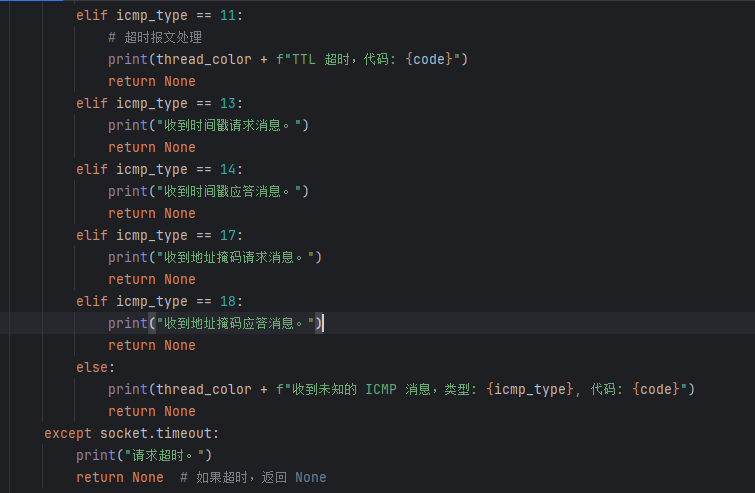 elif icmp_type == 11:
# 超时报文处理
print(thread_color + f"TTL 超时，代码: {code}")
return None
elif icmp_type == 13:
print("收到时间戳请求消息。")
return None
elif icmp_type == 14:
print("收到时间戳应答消息。")
return None
elif icmp_type == 17:
print("收到地址掩码请求消息。")
return None
elif icmp_type == 18:
print("收到地址掩码应答消息。")
return None
else:
print(thread_color + f"收到未知的 ICMP 消息，类型: {icmp_type}, 代码: {code}")
return None
except socket.timeout:
print("请求超时。")
return None  # 如果超时，返回 None